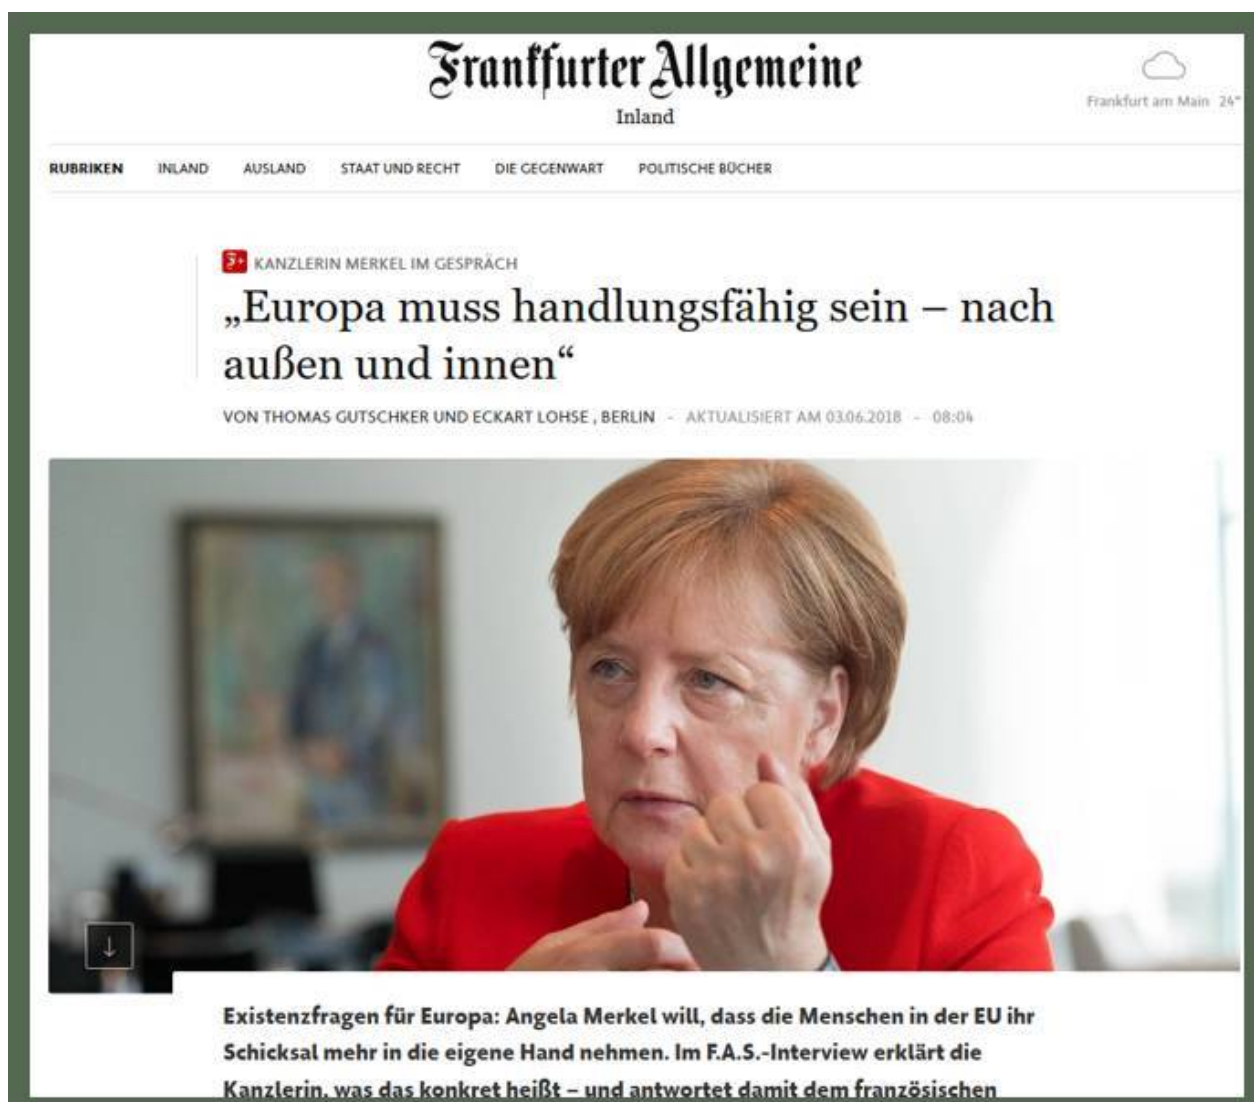 Frankfurter Allgemeine
Inland
Frankfurt am Main 24°
RUBRIKEN INLAND AUSLAND STAAT UND RECHT DIE GEGENWART POLITISCHE BÜCHER
F+ KANZLERIN MERKEL IM GESPRÄCH
„Europa muss handlungsfähig sein – nach
außen und innen“
VON THOMAS GUTSCHKER UND ECKART LOHSE , BERLIN - AKTUALISIERT AM 03.06.2018 - 08:04
Existenzfragen für Europa: Angela Merkel will, dass die Menschen in der EU ihr
Schicksal mehr in die eigene Hand nehmen. Im F.A.S.-Interview erklärt die
Kanzlerin, was das konkret heißt – und antwortet damit dem französischen